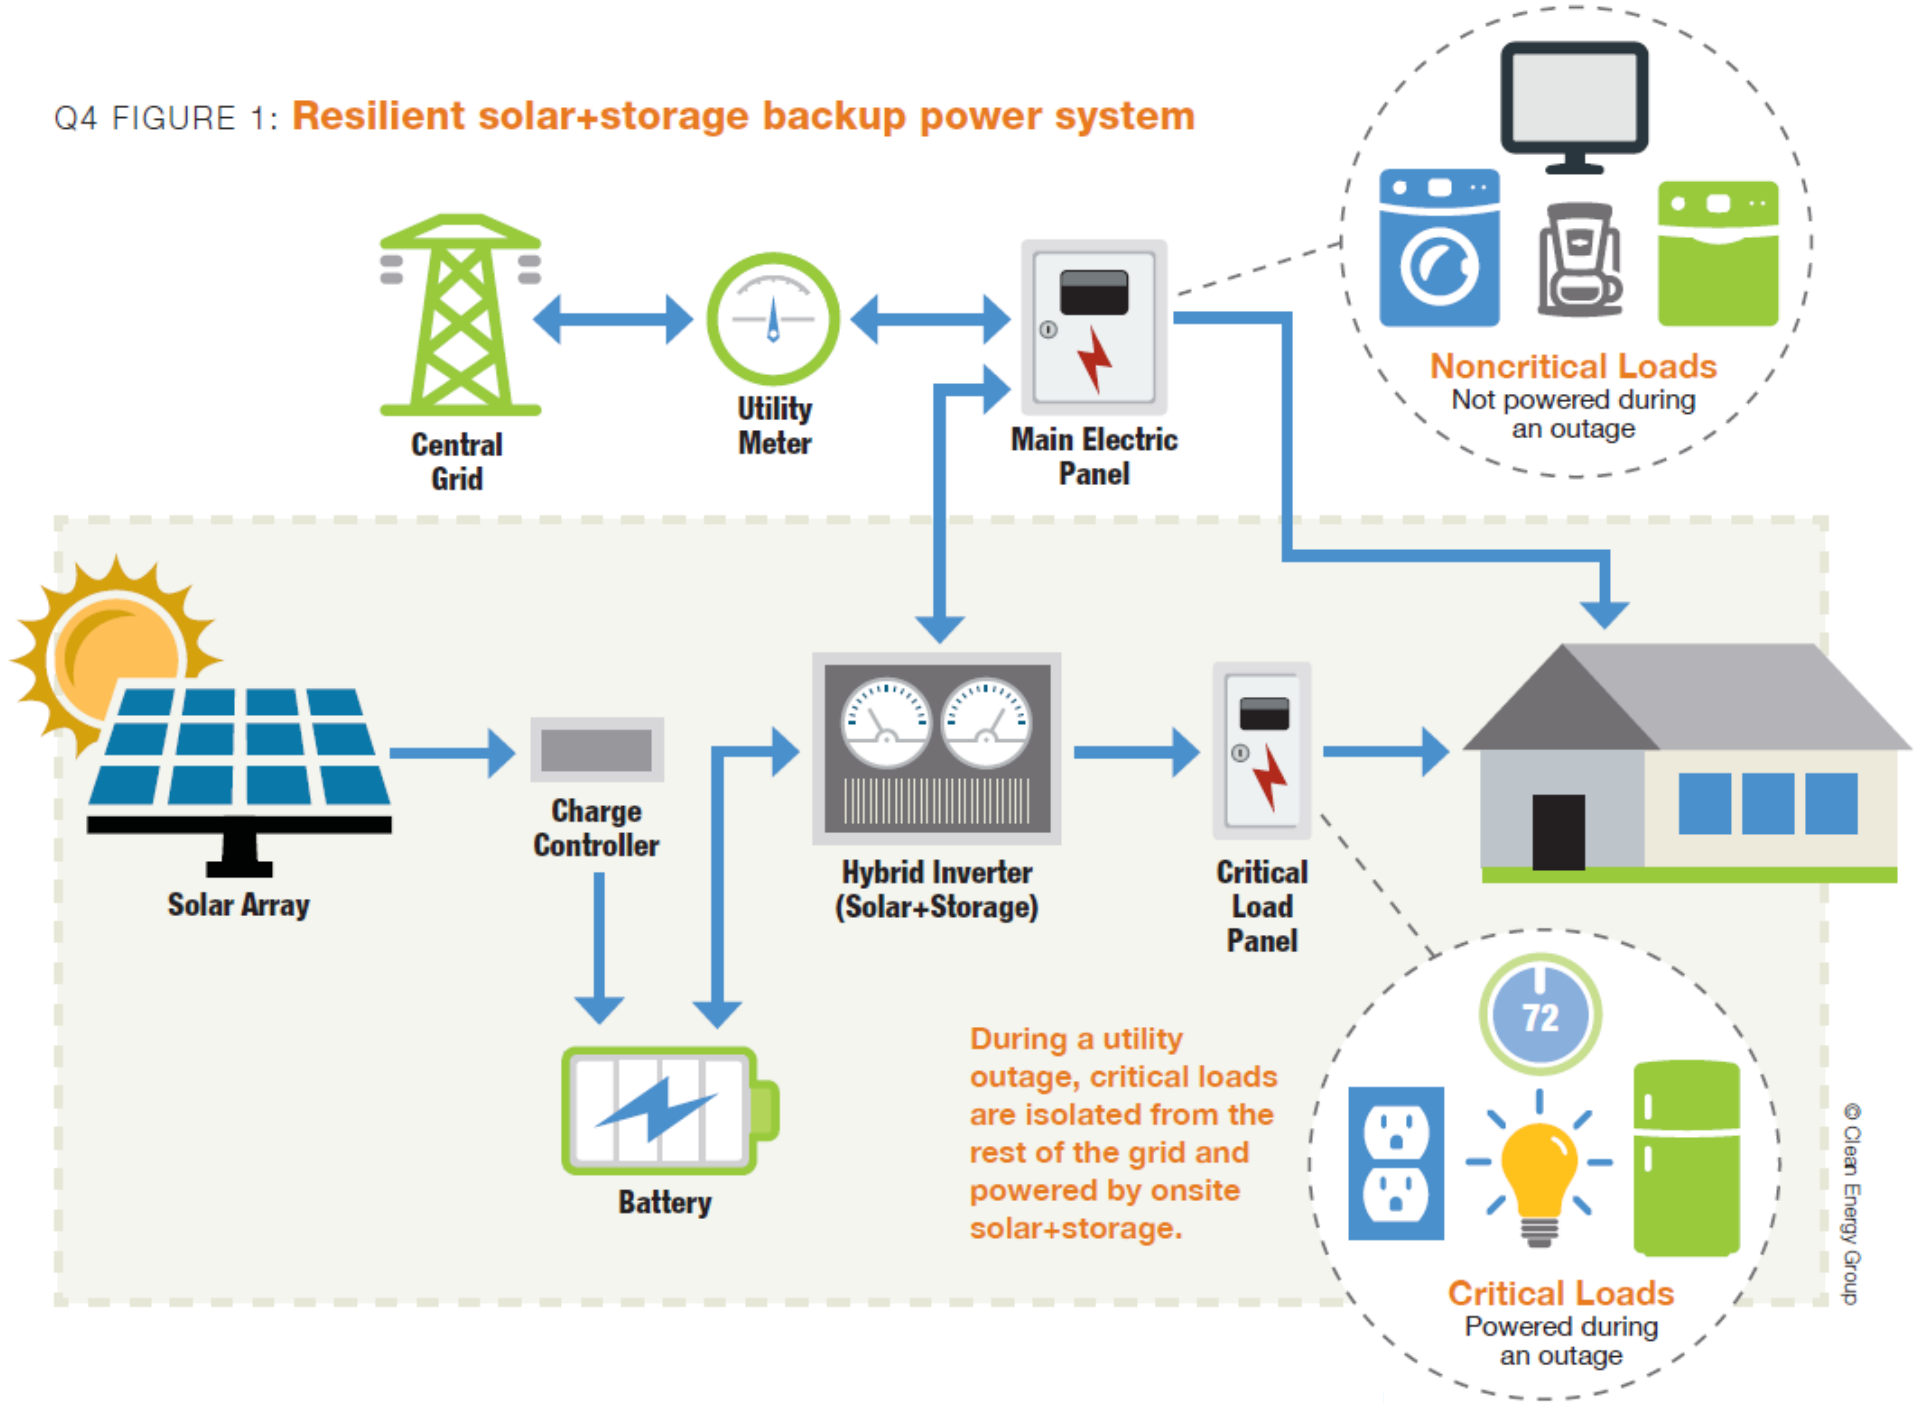 Q4 FIGURE 1: Resilient solar+storage backup power system
Noncritical Loads
Not powered during
an outage
Central
Grid
Utility
Meter
Main Electric
Panel
Solar Array
Charge
Controller
Hybrid Inverter
(Solar+Storage)
Critical
Load
Panel
Battery
During a utility
outage, critical loads
are isolated from the
rest of the grid and
powered by onsite
solar+storage.
72
Critical Loads
Powered during
an outage
© Clean Energy Group